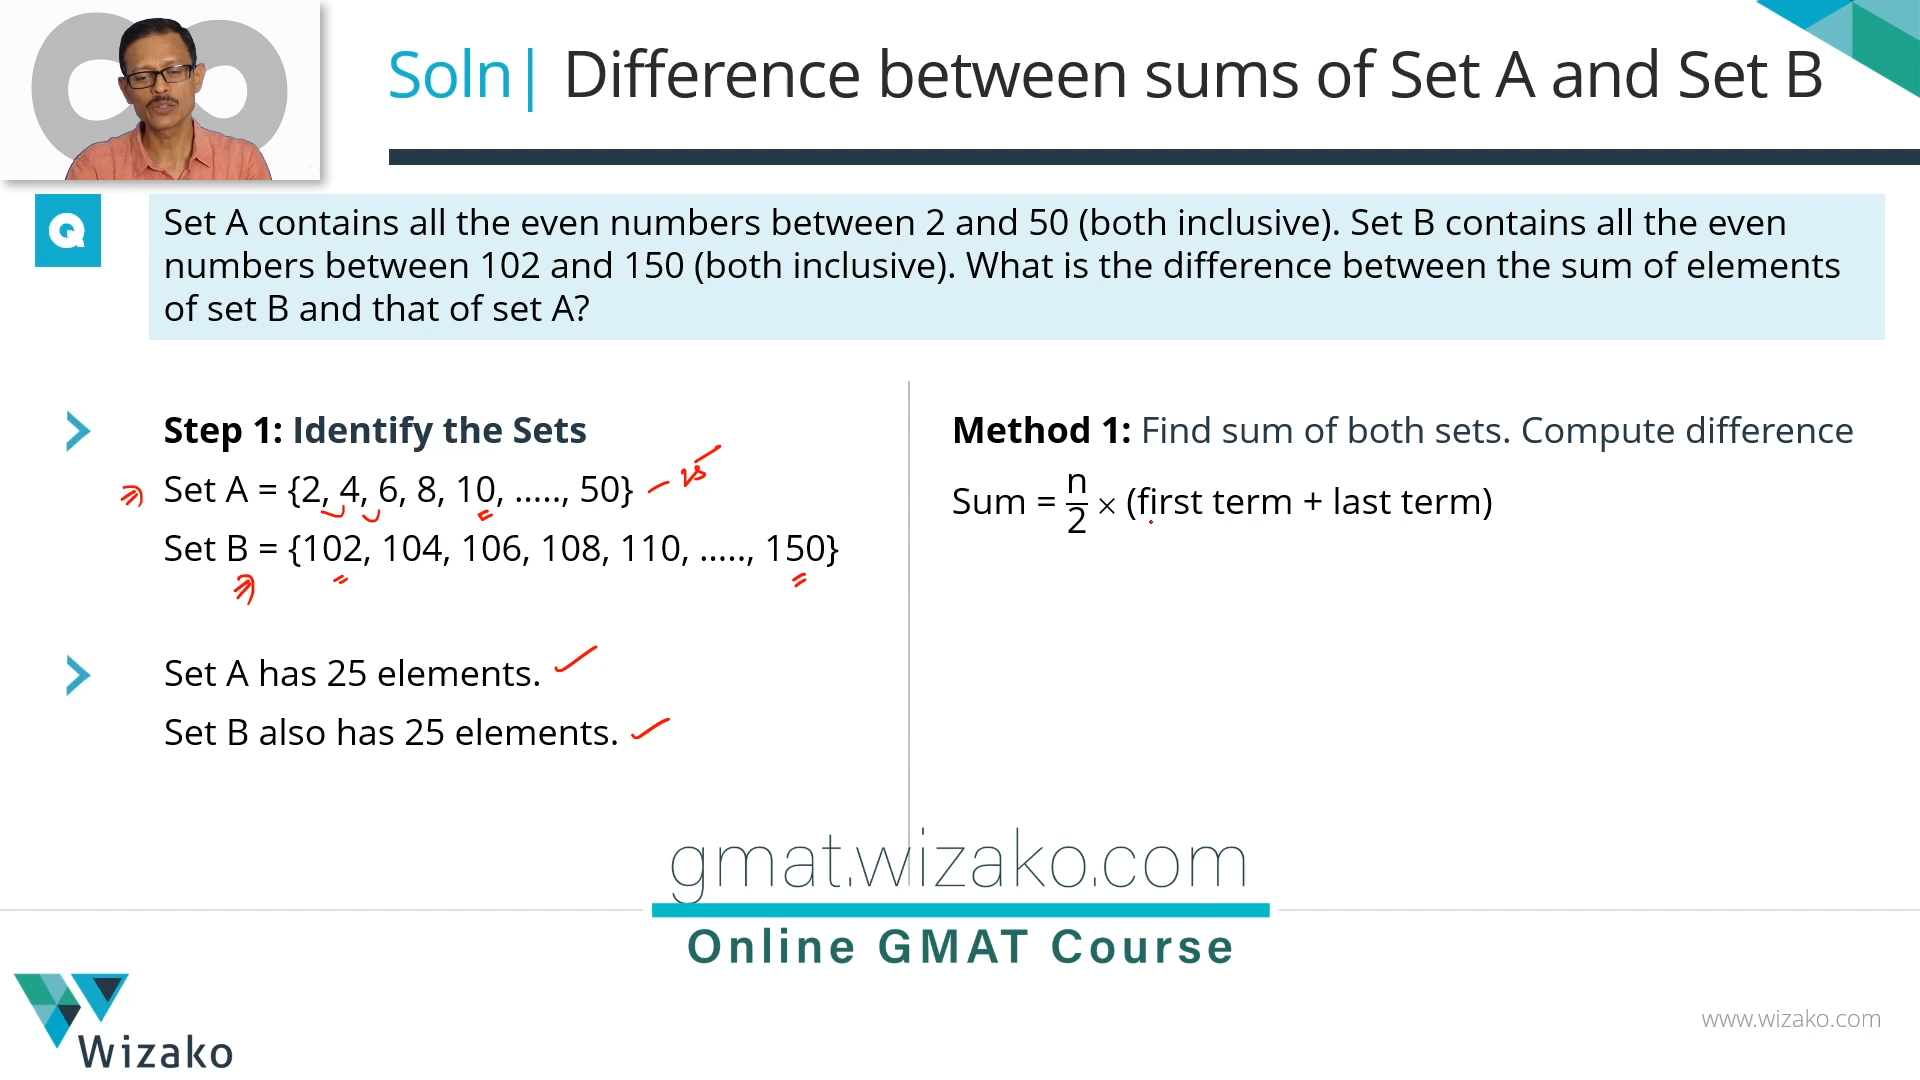 Soln| Difference between sums of Set A and Set B
Q
Set A contains all the even numbers between 2 and 50 (both inclusive). Set B contains all the even
numbers between 102 and 150 (both inclusive). What is the difference between the sum of elements
of set B and that of set A?
Step 1: Identify the Sets
Set A = {2, 4, 6, 8, 10, ....., 50} – 25
Set B = {102, 104, 106, 108, 110, ....., 150}
Set A has 25 elements.
Set B also has 25 elements.
Method 1: Find sum of both sets. Compute difference
Sum = n/2 × (first term + last term)
gmat.wizako.com
Online GMAT Course
Wizako
www.wizako.com